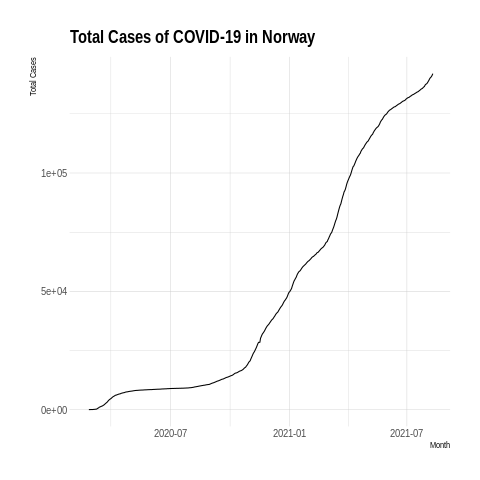 Total Cases of COVID-19 in Norway
Total Cases
1e+05
5e+04
0e+00
2020-07
2021-01
2021-07
Month